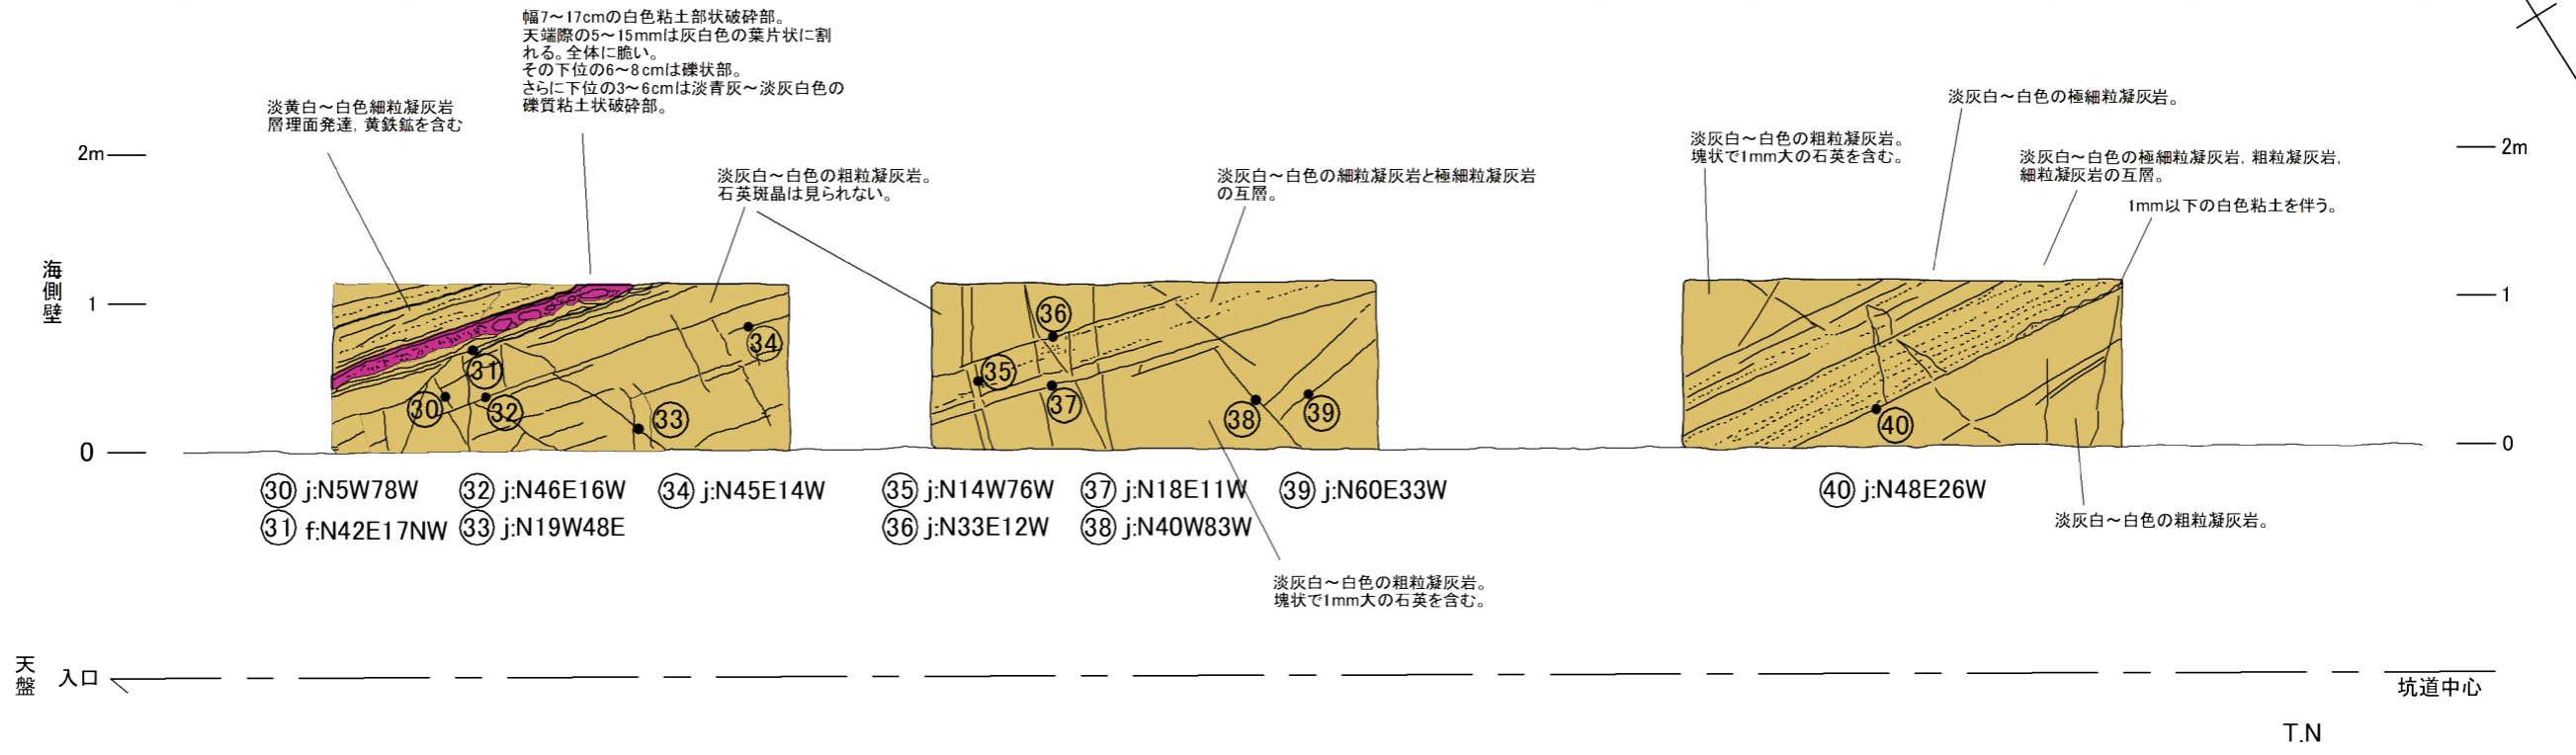 幅7～17cmの白色粘土部状破砕部。
天端際の5～15mmは灰白色の葉片状に割
れる。全体に脆い。
その下位の6～8cmは礫状部。
さらに下位の3～6cmは淡青灰～淡灰白色の
礫質粘土状破砕部。
淡黄白～白色細粒凝灰岩
層理面発達, 黄鉄鉱を含む
淡灰白～白色の粗粒凝灰岩。
石英斑晶は見られない。
淡灰白～白色の細粒凝灰岩と極細粒凝灰岩
の互層。
淡灰白～白色の粗粒凝灰岩。
塊状で1mm大の石英を含む。
淡灰白～白色の極細粒凝灰岩。
淡灰白～白色の極細粒凝灰岩, 粗粒凝灰岩,
細粒凝灰岩の互層。
1mm以下の白色粘土を伴う。
2m
1
0
海側壁
2m
1
0
30
31
32
33
34
35
36
37
38
39
40
㉚ j:N5W78W
㉛ f:N42E17NW
㉜ j:N46E16W
㉝ j:N19W48E
㉞ j:N45E14W
㉟ j:N14W76W
㊱ j:N33E12W
㊲ j:N18E11W
㊳ j:N40W83W
㊴ j:N60E33W
㊵ j:N48E26W
淡灰白～白色の粗粒凝灰岩。
淡灰白～白色の粗粒凝灰岩。
塊状で1mm大の石英を含む。
天盤
入口
坑道中心
T.N